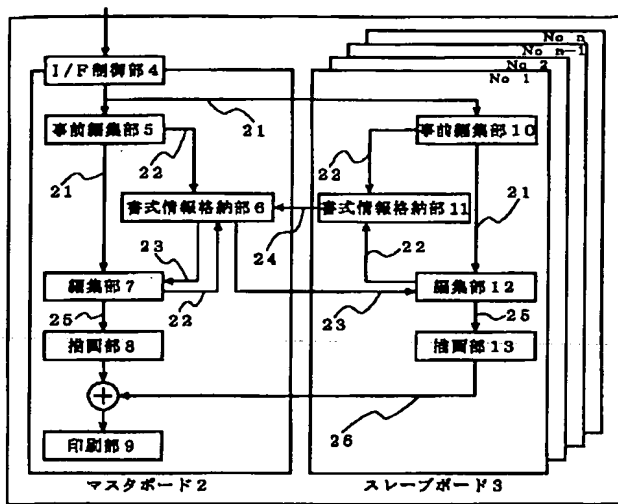 No n
No n-1
No 2
No 1
I/F制御部4
21
事前編集部5
事前編集部10
22
22
21
21
書式情報格納部6
書式情報格納部11
24
23
22
22
編集部7
編集部12
25
23
25
描画部8
描画部13
26
印刷部9
マスタボード2
スレーブボード3